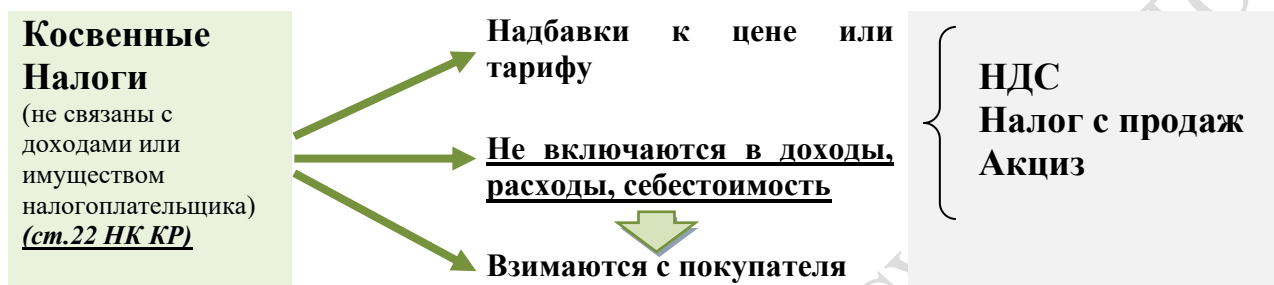 Косвенные
Налоги
(не связаны с
доходами или
имуществом
налогоплательщика)
(ст.22 НК КР)
Надбавки к цене или
тарифу
Не включаются в доходы,
расходы, себестоимость
Взимаются с покупателя
НДС
Налог с продаж
Акциз